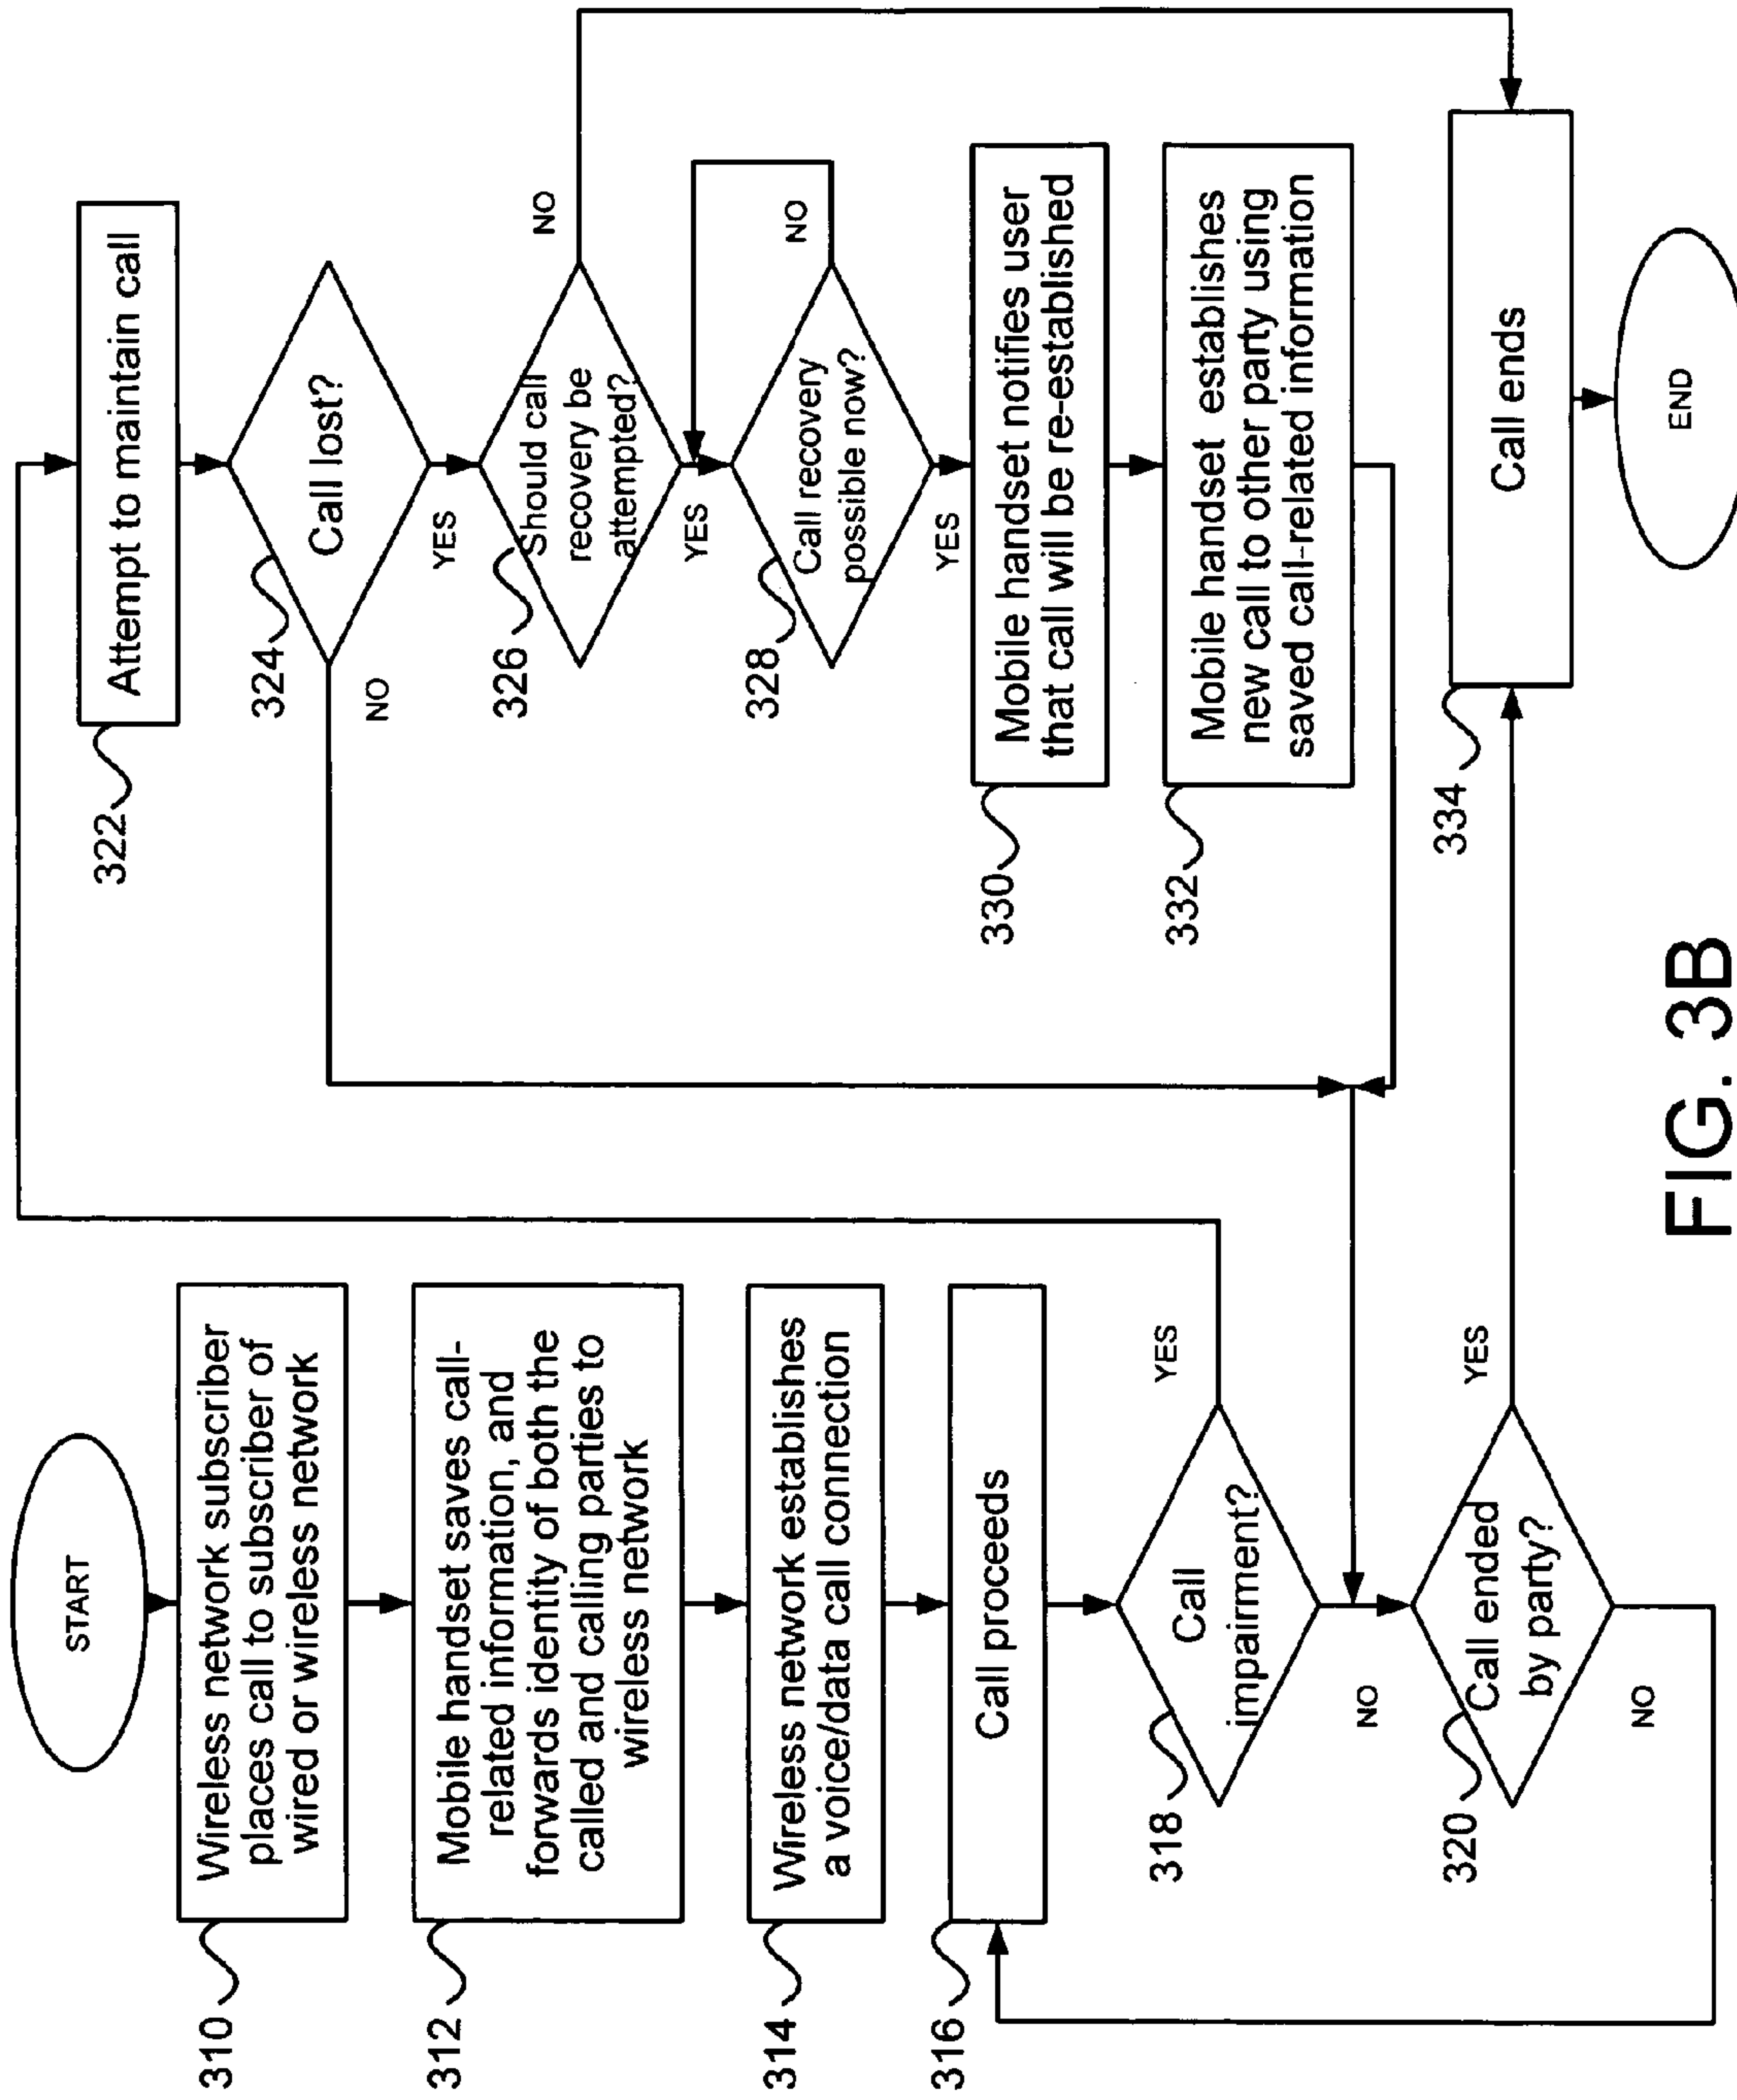 START
310
Wireless network subscriber
places call to subscriber of
wired or wireless network
312
Mobile handset saves call-
related information, and
forwards identity of both the
called and calling parties to
wireless network
314
Wireless network establishes
a voice/data call connection
316
Call proceeds
318
Call
impairment?
YES
NO
320
Call ended
by party?
YES
NO
322
Attempt to maintain call
324
Call lost?
NO
YES
326
Should call
recovery be
attempted?
NO
YES
328
Call recovery
possible now?
NO
YES
330
Mobile handset notifies user
that call will be re-established
332
Mobile handset establishes
new call to other party using
saved call-related information
334
Call ends
END
FIG. 3B